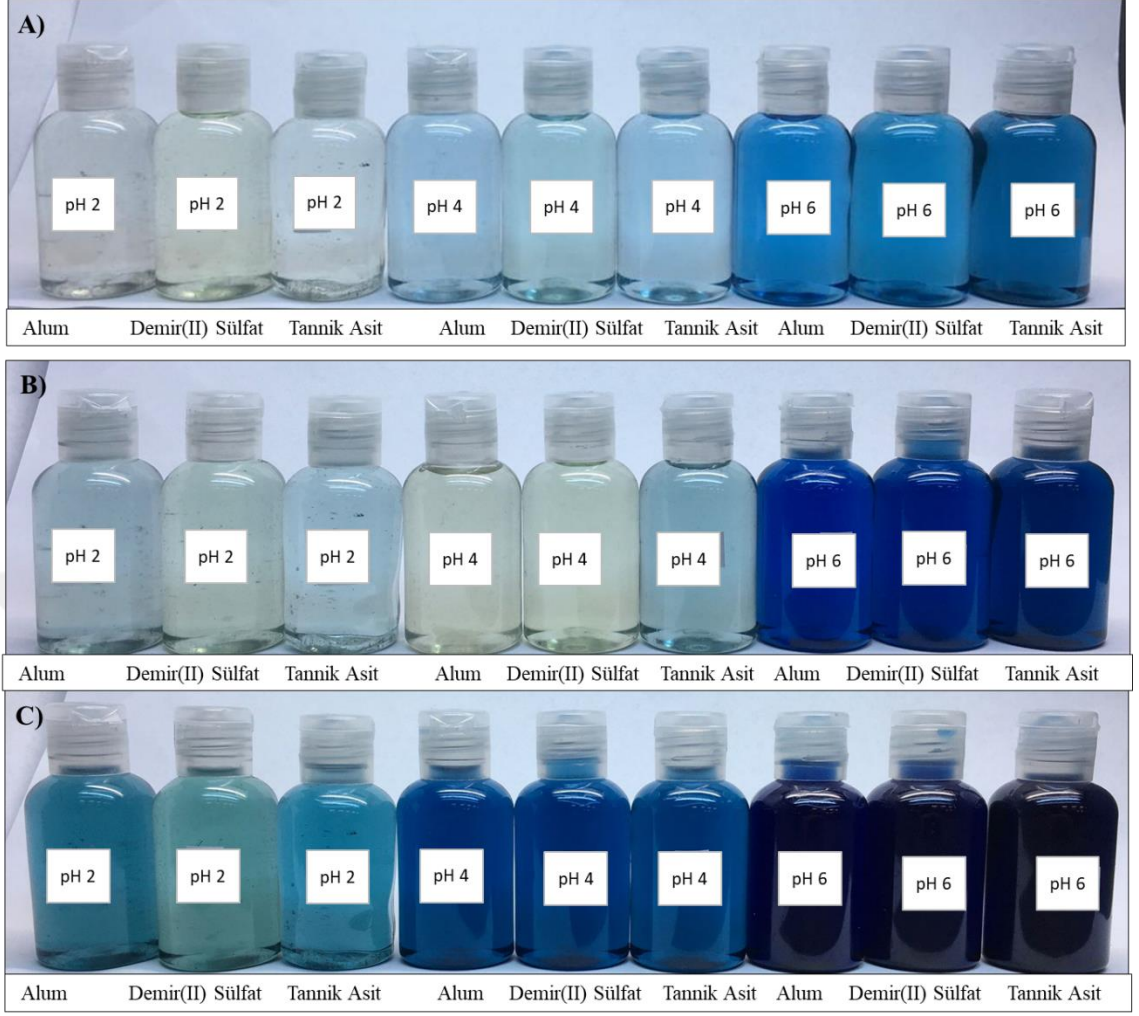 A)
pH 2 pH 2 pH 2 pH 4 pH 4 pH 4 pH 6 pH 6 pH 6
Alum Demir(II) Sülfat Tannik Asit Alum Demir(II) Sülfat Tannik Asit Alum Demir(II) Sülfat Tannik Asit
B)
pH 2 pH 2 pH 2 pH 4 pH 4 pH 4 pH 6 pH 6 pH 6
Alum Demir(II) Sülfat Tannik Asit Alum Demir(II) Sülfat Tannik Asit Alum Demir(II) Sülfat Tannik Asit
C)
pH 2 pH 2 pH 2 pH 4 pH 4 pH 4 pH 6 pH 6 pH 6
Alum Demir(II) Sülfat Tannik Asit Alum Demir(II) Sülfat Tannik Asit Alum Demir(II) Sülfat Tannik Asit